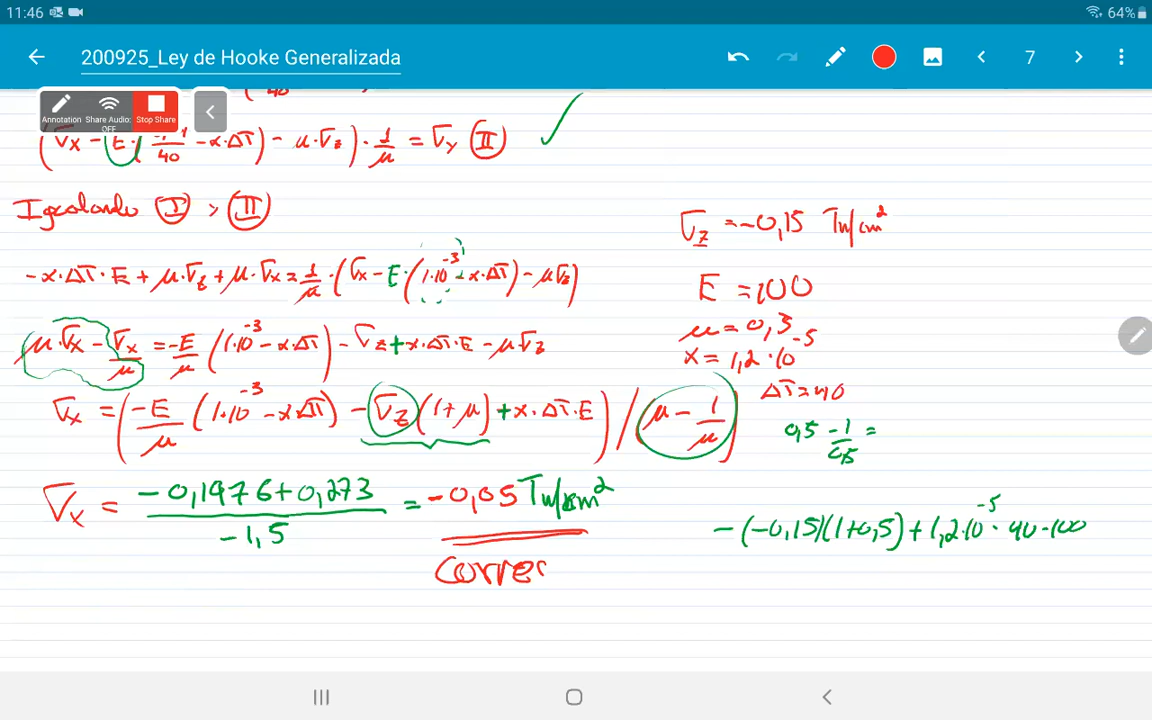 11:46 64%
200925_Ley de Hooke Generalizada 7
Annotation Share Audio: OFF Stop Share
(σx - E·(-1/40 - α·ΔT) - μ·σz)·1/μ = σy (II) ✓
Igualando (I) > (II)
σz = -0,15 Tn/cm²
-α·ΔT·E + μ·σz + μ·σx = 1/μ·(σx - E·(1·10⁻³ - α·ΔT) - μσz)
E = 100
μ = 0,3
μ·σx - σx/μ = -E/μ (1·10⁻³ - α·ΔT) - σz + α·ΔT·E - μσz
α = 1,2·10⁻⁵
ΔT = 40
σx = (-E/μ (1·10⁻³ - αΔT) - σz(1+μ) + α·ΔT·E) / (μ - 1/μ)
0,5 - 1/0,5 =
σx = (-0,1976 + 0,273)/(-1,5) = -0,05 Tn/cm²
-(-0,15)(1+0,5) + 1,2·10⁻⁵·40·100
Correc